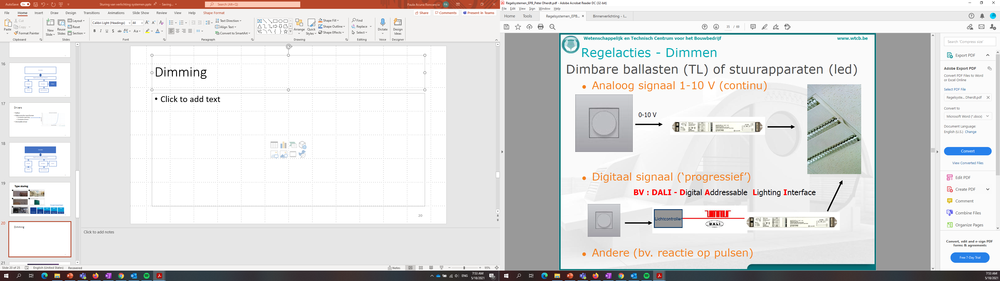 AutoSave On
Sturing van verlichting systemen.pptx - Saving...
Search (Alt+Q)
Paula Acuna Roncancio PA
File Home Insert Draw Design Transitions Animations Slide Show Review View Help Shape Format
Share Comments Present in Teams
Paste
Cut
Copy
Format Painter
Clipboard
New Slide
Reuse Slides
Layout
Reset
Section
Slides
Calibri Light (Headings) 44
Font
Text Direction
Align Text
Convert to SmartArt
Paragraph
Arrange
Quick Styles
Shape Fill
Shape Outline
Shape Effects
Drawing
Find
Replace
Select
Editing
Dictate
Voice
Design Ideas
Designer
16
17
Drivers
18
19
Type sturing
20
Dimming
21
Dimming
• Click to add text
20
Click to add notes
Slide 20 of 25 English (United States) Recovered
Notes
95%
ENG
7:53 AM
5/18/2021
17
Regelsystemen_EPB_Peter Dherdt.pdf - Adobe Acrobat Reader DC (32-bit)
File Edit View Sign Window Help
Home Tools Regelsystemen_EPB... Binnerverlichting - I...
35 / 69
Wetenschappelijk en Technisch Centrum voor het Bouwbedrijf
www.wtcb.be
Regelacties - Dimmen
Dimbare ballasten (TL) of stuurapparaten (led)
• Analoog signaal 1-10 V (continu)
0-10 V
• Digitaal signaal (‘progressief’)
BV : DALI - Digital Addressable Lighting Interface
Lichtcontroller
DALI
• Andere (bv. reactie op pulsen)
Search 'Compress size'
Export PDF
Adobe Export PDF
Convert PDF Files to Word
or Excel Online
Select PDF File
Regelsyste... Dherdt.pdf
Convert to
Microsoft Word (*.docx)
Document Language:
English (U.S.) Change
Convert
View Converted Files
Edit PDF
Create PDF
Comment
Combine Files
Organize Pages
Convert, edit and e-sign PDF
forms & agreements
Free 7-Day Trial
7:53 AM
5/18/2021